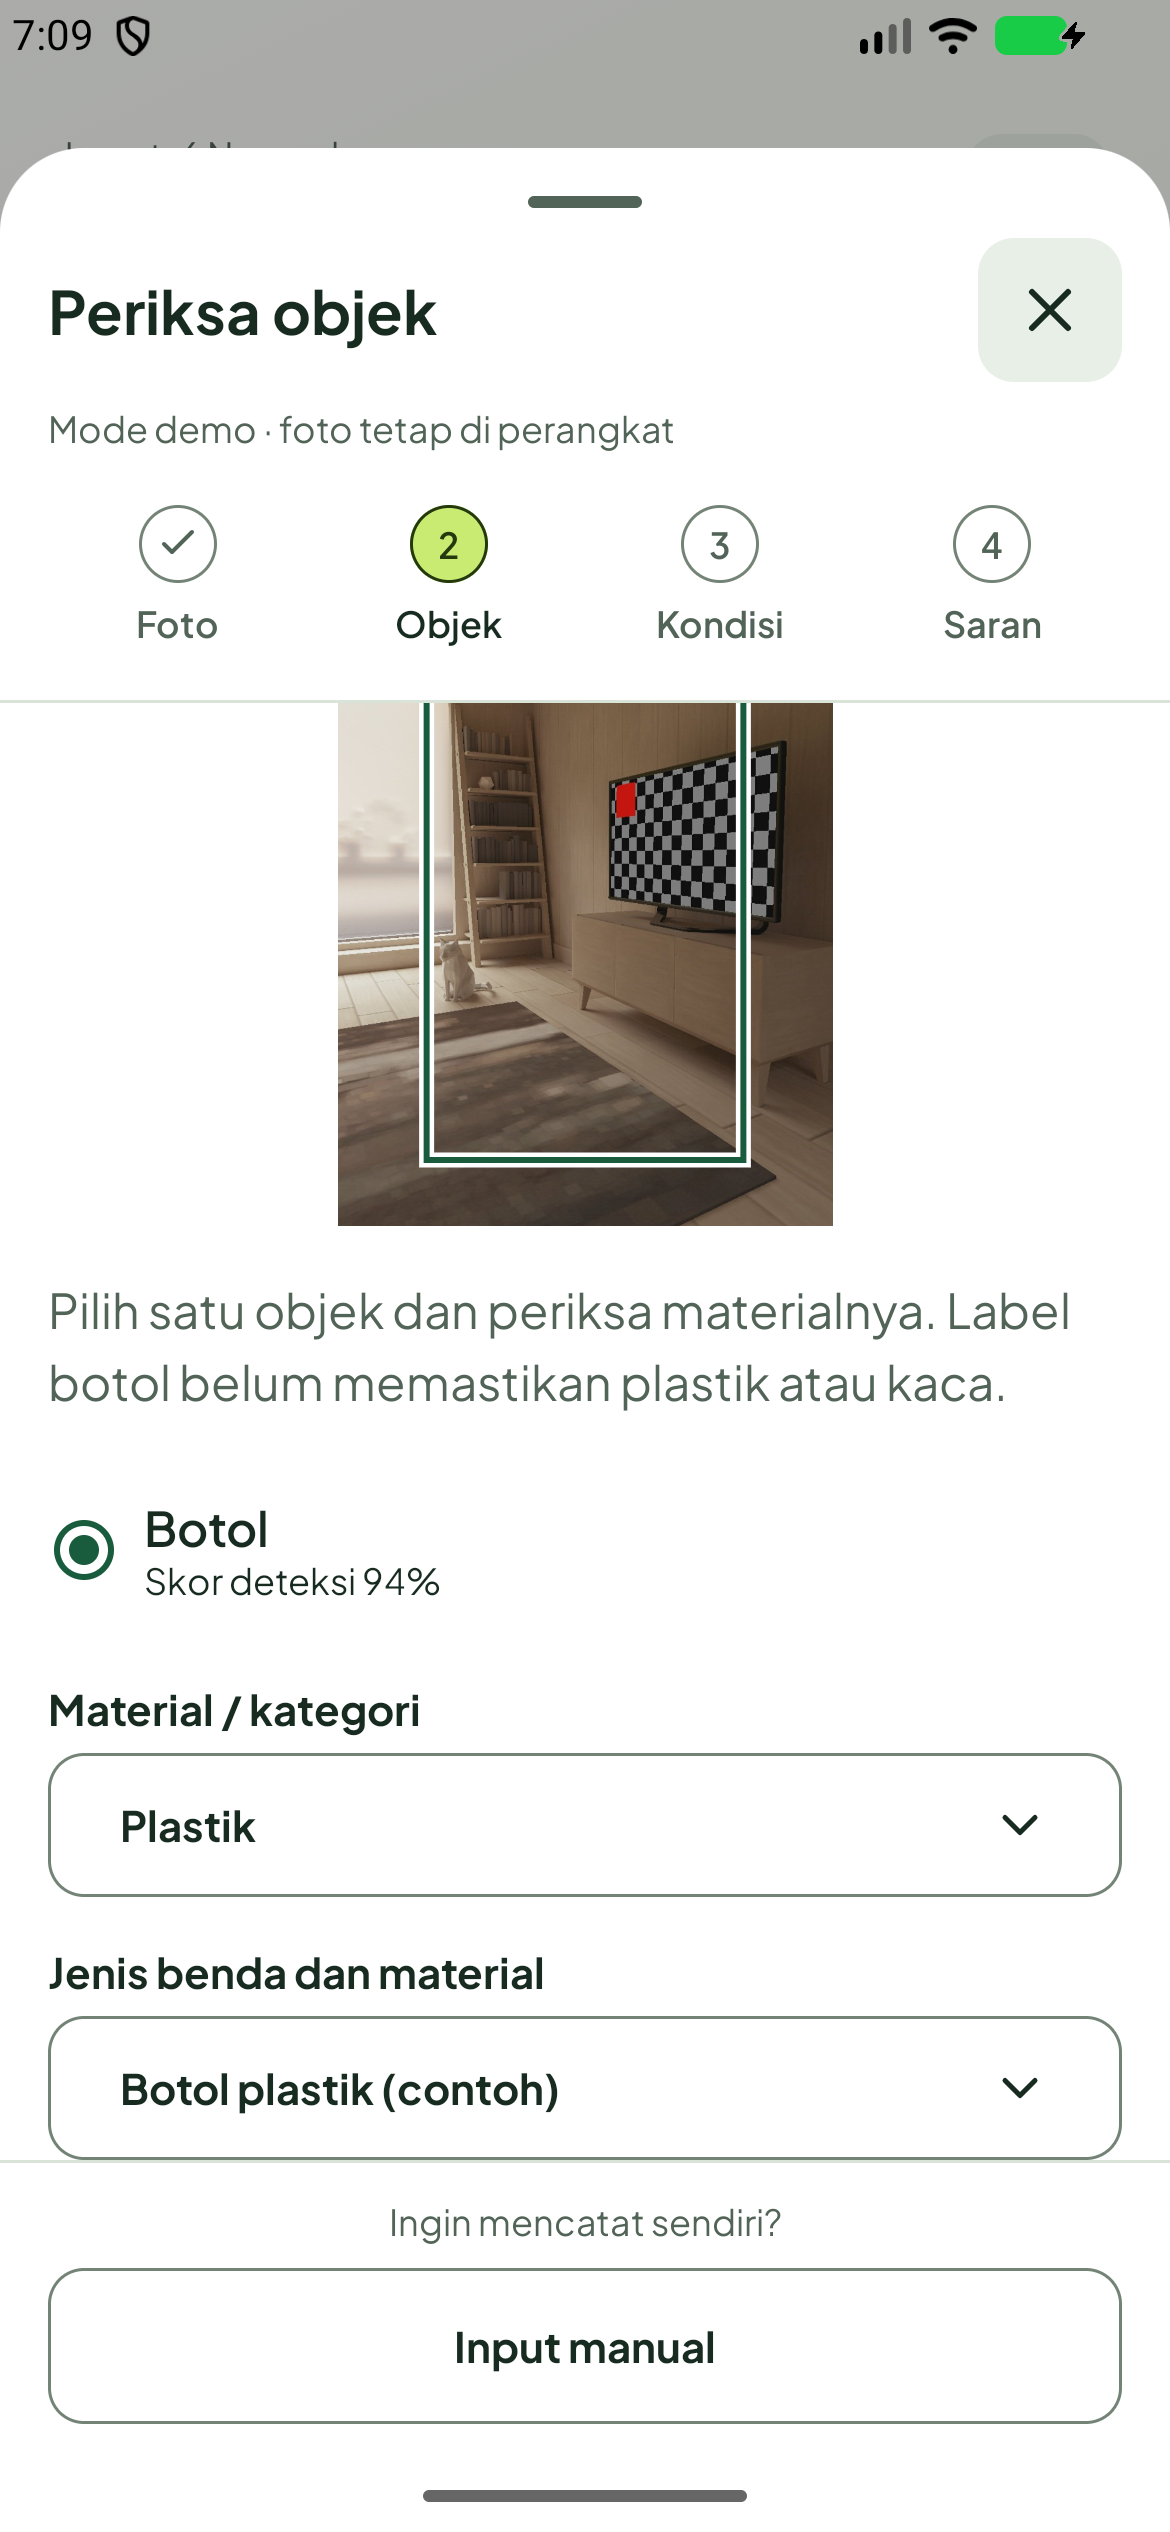 7:09
Periksa objek
Mode demo · foto tetap di perangkat
2
3
4
Foto
Objek
Kondisi
Saran
Pilih satu objek dan periksa materialnya. Label
botol belum memastikan plastik atau kaca.
Botol
Skor deteksi 94%
Material / kategori
Plastik
Jenis benda dan material
Botol plastik (contoh)
Ingin mencatat sendiri?
Input manual